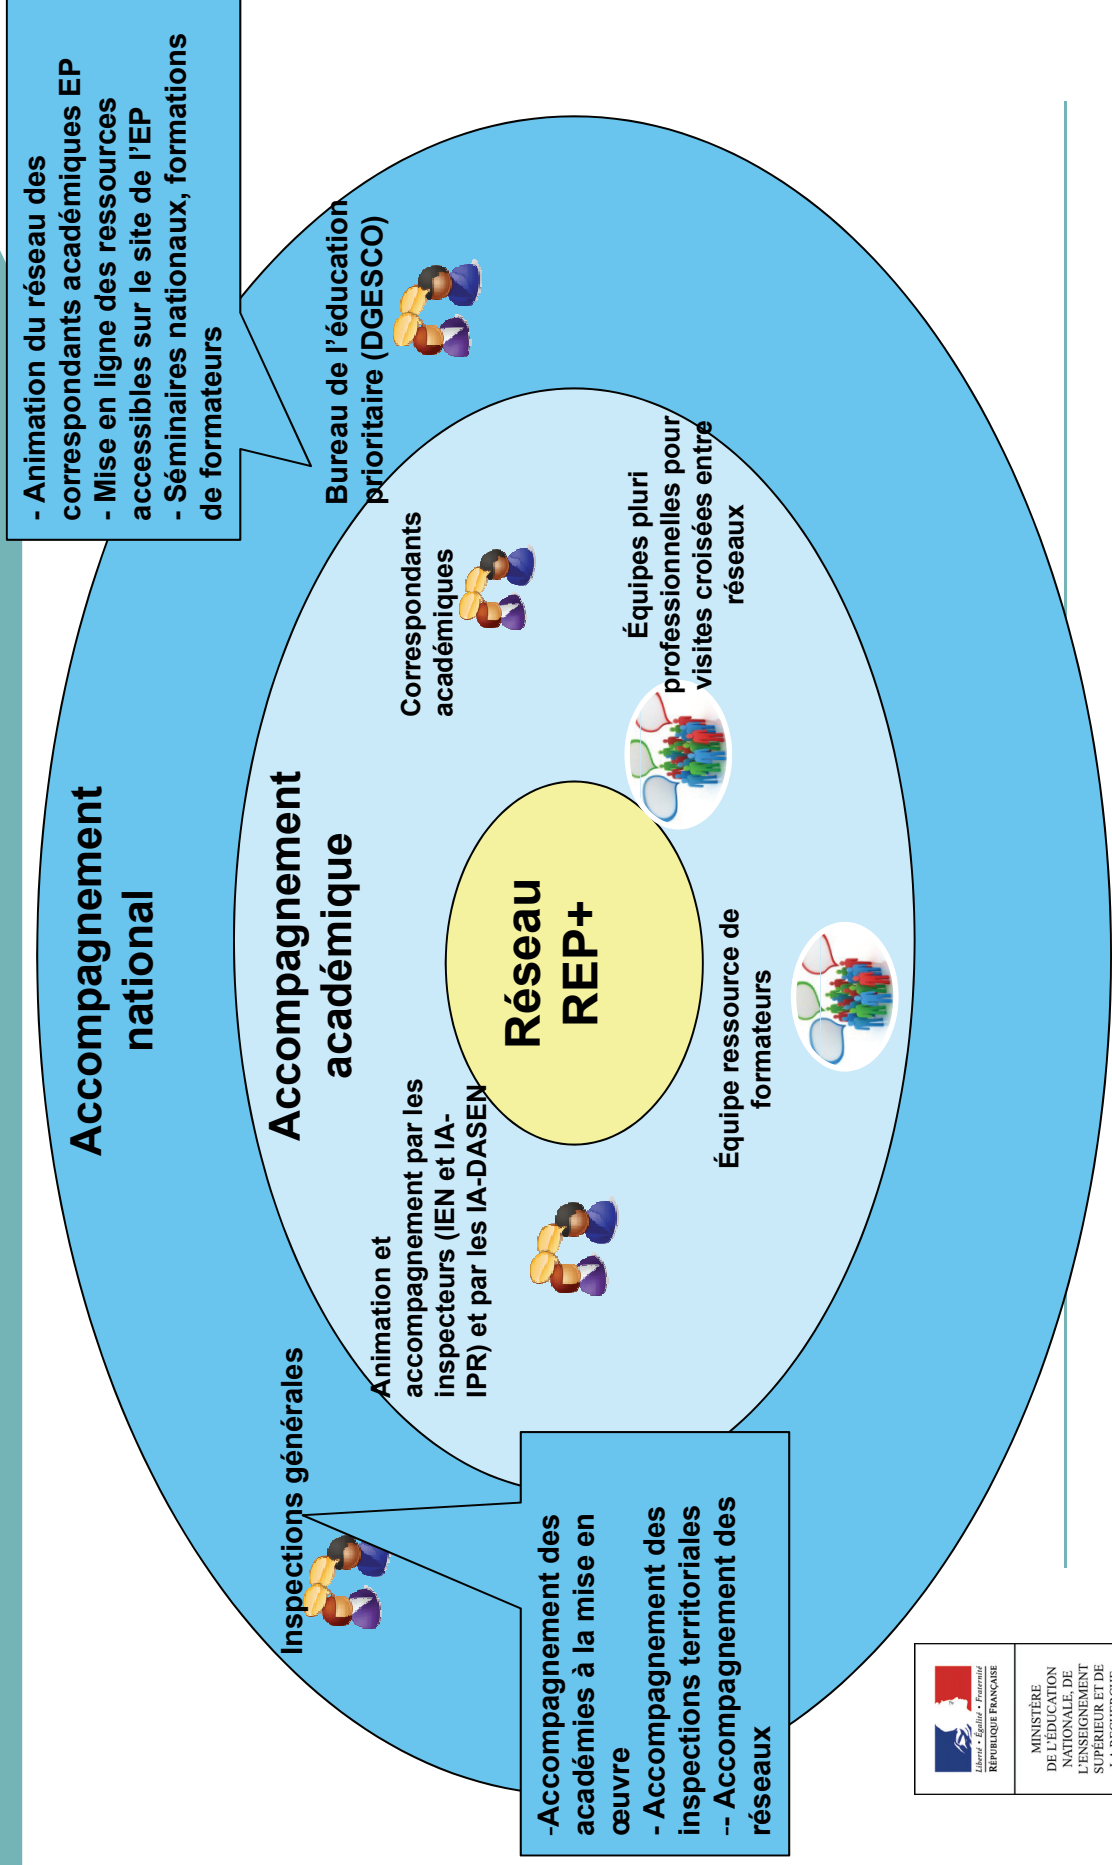 Accompagnement
national
- Animation du réseau des
correspondants académiques EP
- Mise en ligne des ressources
accessibles sur le site de l'EP
- Séminaires nationaux, formations
de formateurs
Inspections générales
Accompagnement
académique
Bureau de l'éducation
prioritaire (DGESCO)
Animation et
accompagnement par les
inspecteurs (IEN et IA-
IPR) et par les IA-DASEN
Correspondants
académiques
Réseau
REP+
-Accompagnement des
académies à la mise en
œuvre
- Accompagnement des
inspections territoriales
-- Accompagnement des
réseaux
Équipe ressource de
formateurs
Équipes pluri
professionnelles pour
visites croisées entre
réseaux
Liberté • Égalité • Fraternité
RÉPUBLIQUE FRANÇAISE
MINISTÈRE
DE L'ÉDUCATION
NATIONALE, DE
L'ENSEIGNEMENT
SUPÉRIEUR ET DE
LA RECHERCHE